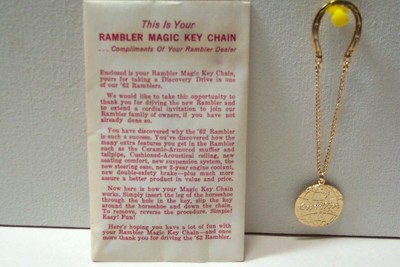 This Is Your
RAMBLER MAGIC KEY CHAIN
...Compliments Of Your Rambler Dealer
Enclosed is your Rambler Magic Key Chain,
yours for taking a Discovery Drive in one
of our '62 Ramblers.
We would like to take this opportunity to
thank you for driving the new Rambler and
to extend a cordial invitation to join our
Rambler family of owners, if you have not
already done so.
You have discovered why the '62 Rambler
is such a success. You've discovered how the
many extra features you get in the Rambler
such as the Ceramic-Armored muffler and
tailpipe, Cushioned-Acoustical ceiling, new
seating comfort, new suspension system, the
new steering ease, new 2-year engine coolant,
new double-safety brake—plus much more
assure a better product in value and price.
Now here is how your Magic Key Chain
works. Simply insert the leg of the horseshoe
through the hole in the key, slip the key
around the horseshoe and down the chain.
To remove, reverse the procedure. Simple!
Easy! Fun!
Here's hoping you have a lot of fun with
your Rambler Magic Key Chain—and once
more thank you for driving the '62 Rambler.